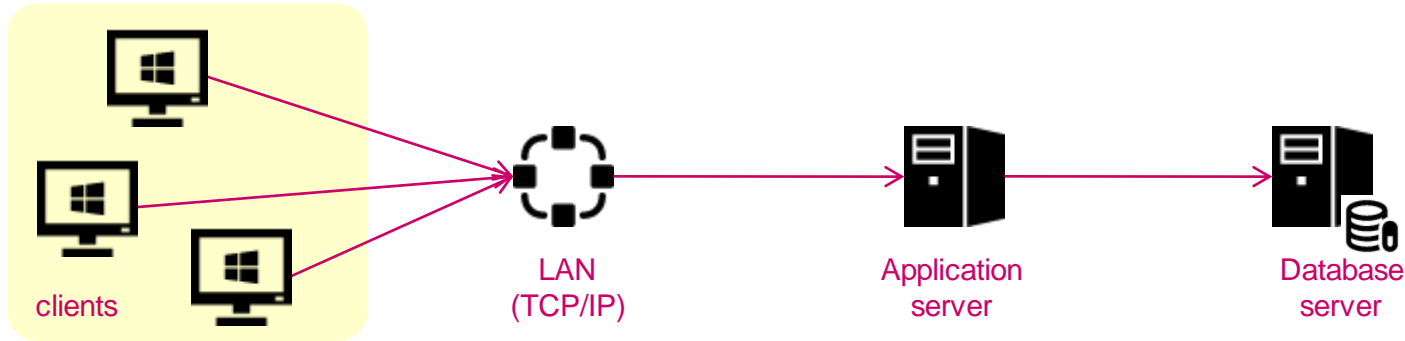 clients
LAN
(TCP/IP)
Application
server
Database
server